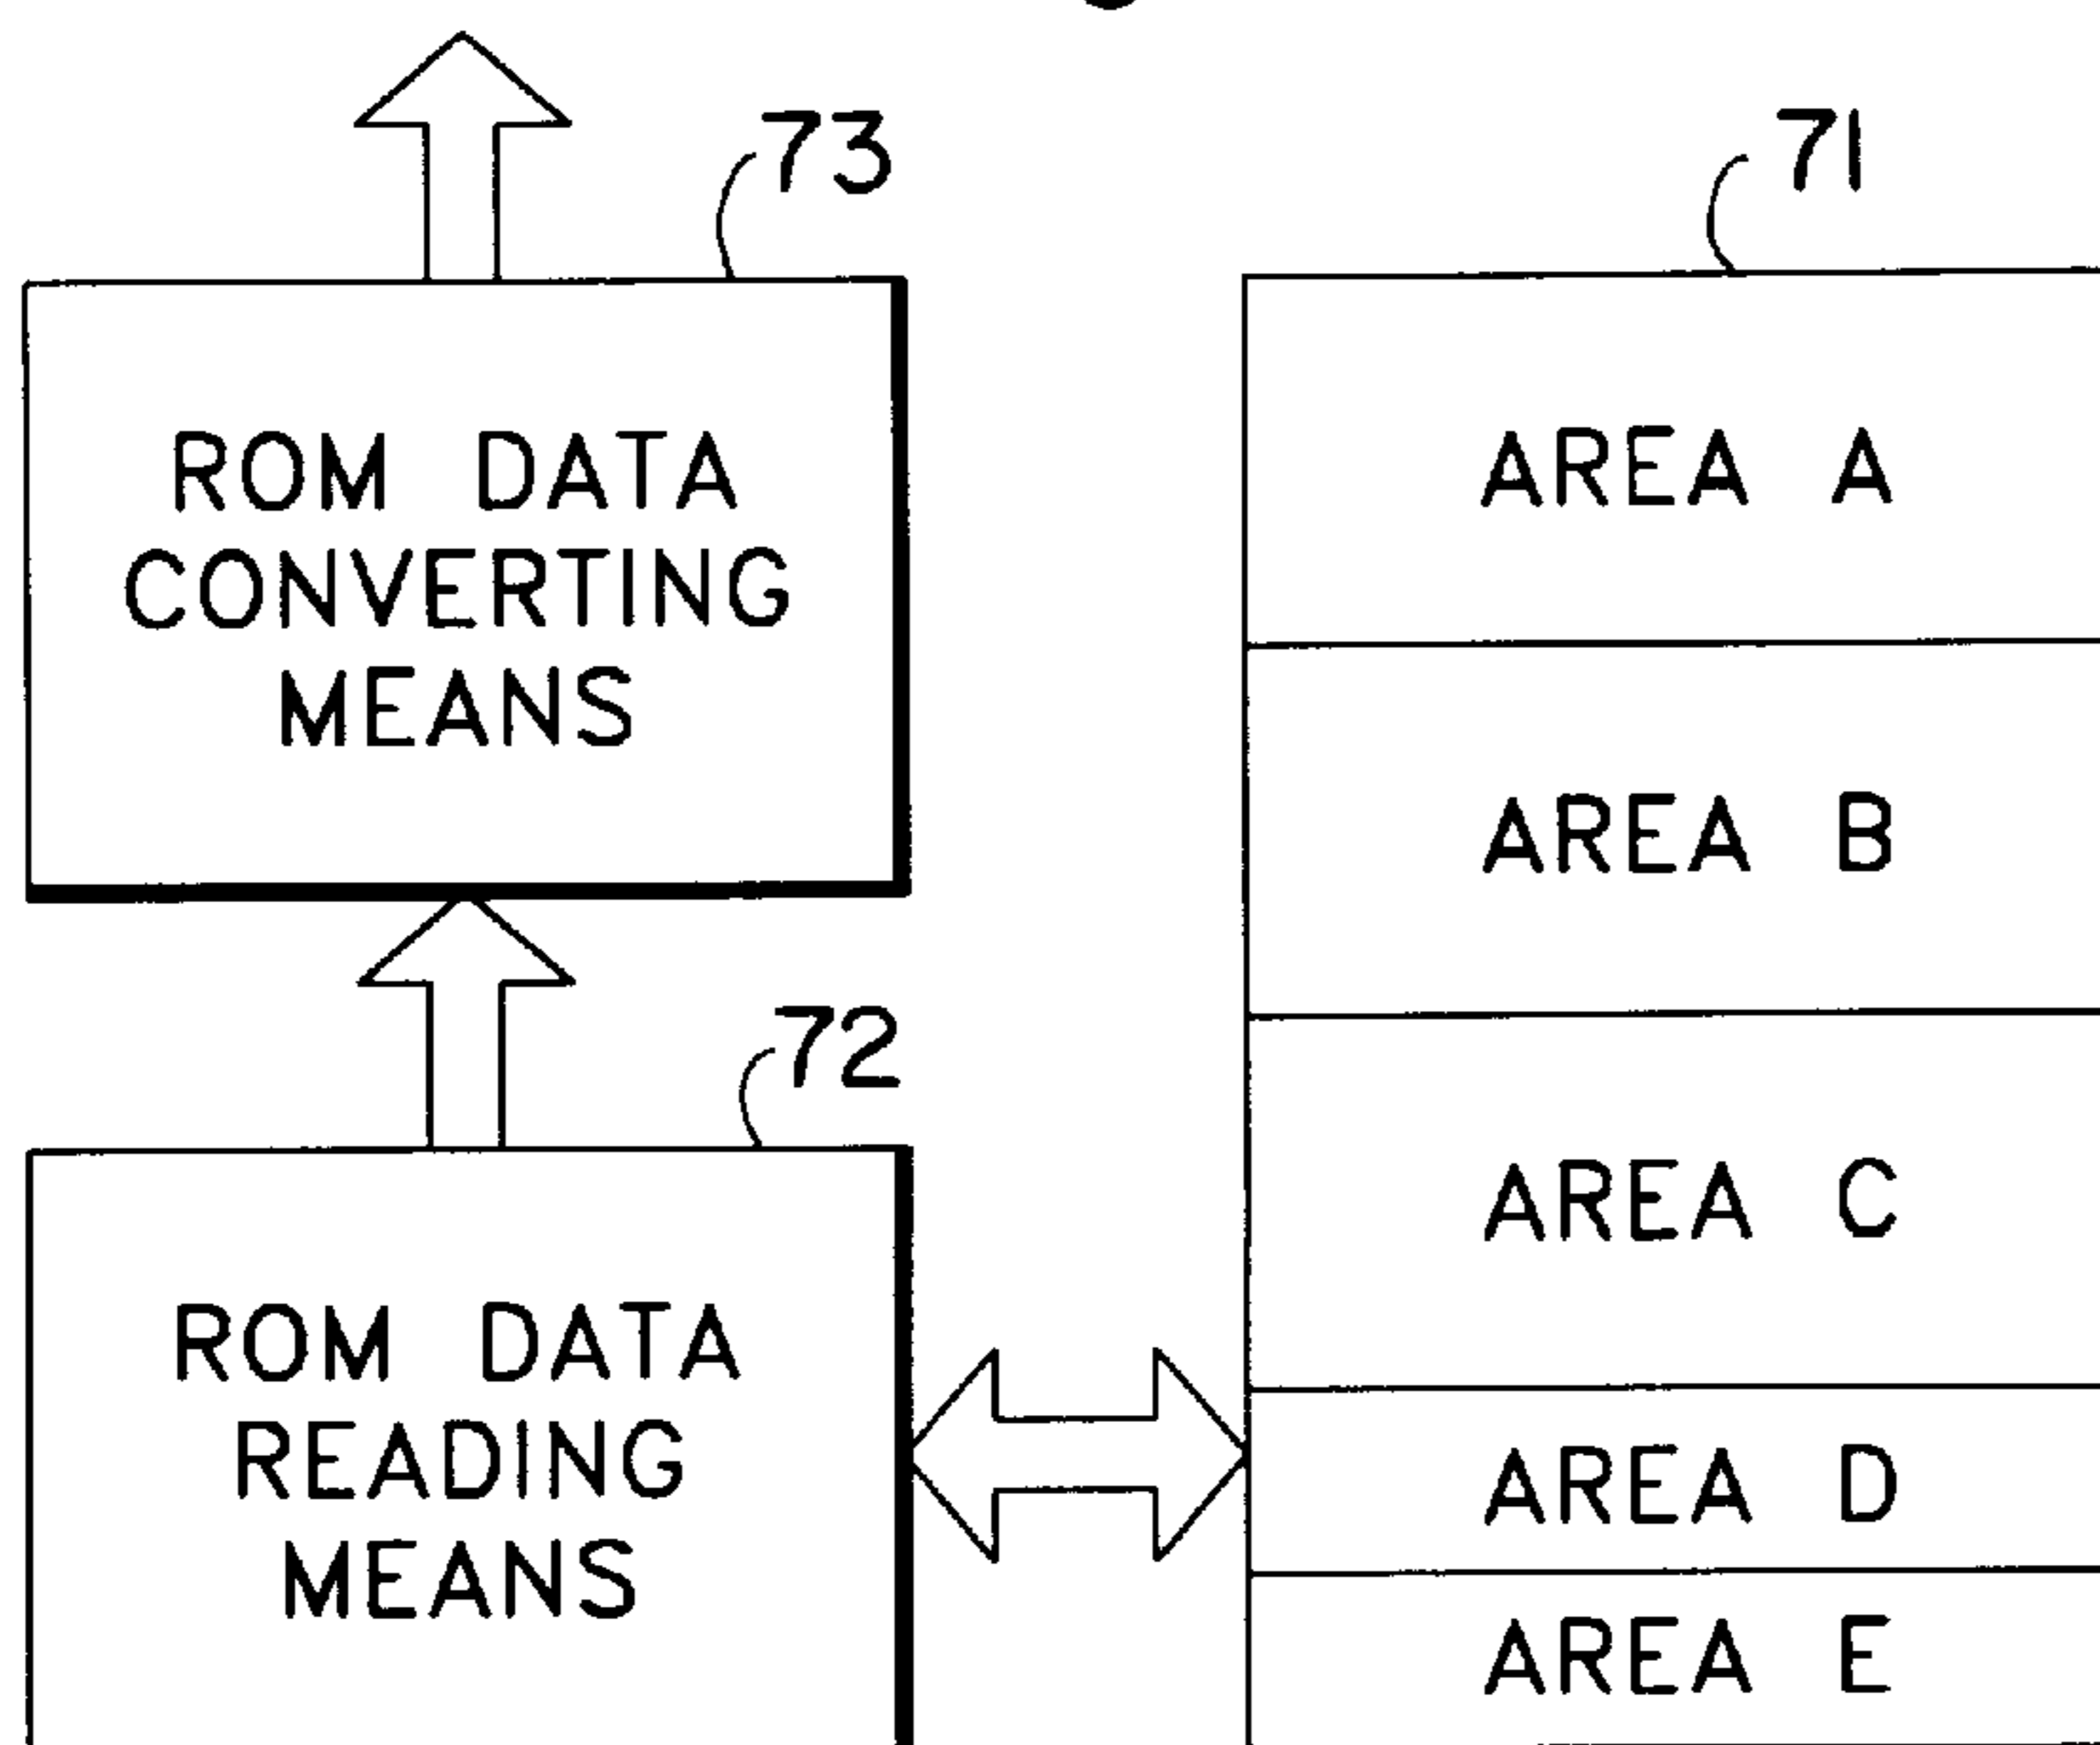 73
ROM DATA
CONVERTING
MEANS
72
ROM DATA
READING
MEANS
71
AREA A
AREA B
AREA C
AREA D
AREA E